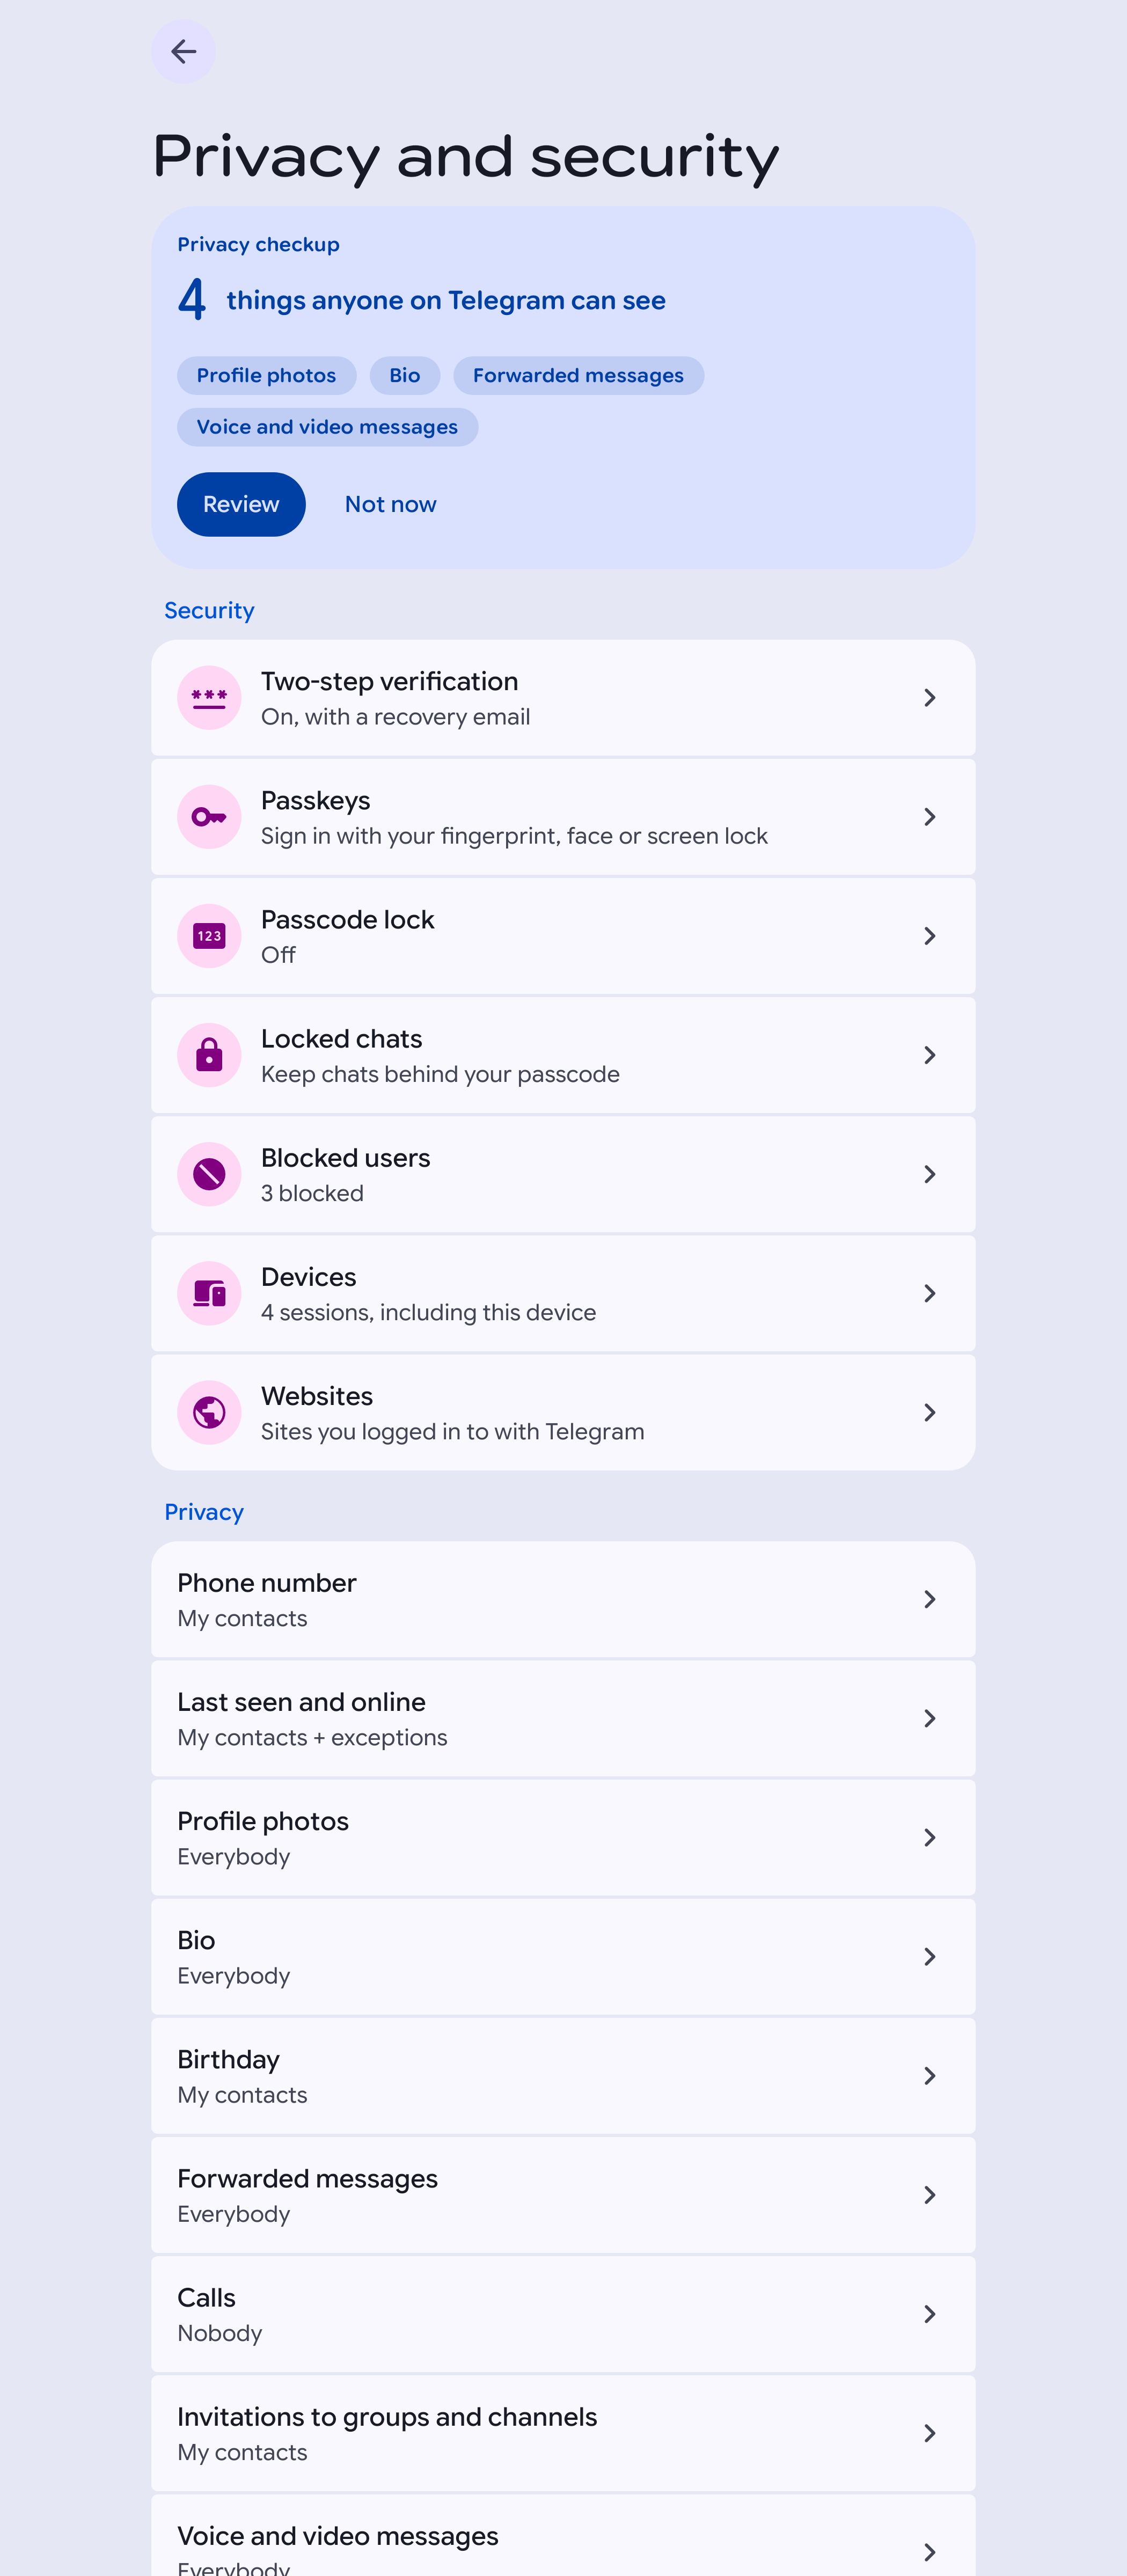 Privacy and security
Privacy checkup
4 things anyone on Telegram can see
Profile photos Bio Forwarded messages
Voice and video messages
Review Not now
Security
Two-step verification
On, with a recovery email
Passkeys
Sign in with your fingerprint, face or screen lock
123
Passcode lock
Off
Locked chats
Keep chats behind your passcode
Blocked users
3 blocked
Devices
4 sessions, including this device
Websites
Sites you logged in to with Telegram
Privacy
Phone number
My contacts
Last seen and online
My contacts + exceptions
Profile photos
Everybody
Bio
Everybody
Birthday
My contacts
Forwarded messages
Everybody
Calls
Nobody
Invitations to groups and channels
My contacts
Voice and video messages
Everybody